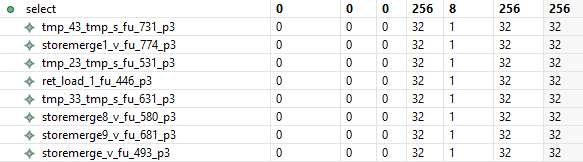 select 0 0 0 256 8 256 256
tmp_43_tmp_s_fu_731_p3 0 0 0 32 1 32 32
storemerge1_v_fu_774_p3 0 0 0 32 1 32 32
tmp_23_tmp_s_fu_531_p3 0 0 0 32 1 32 32
ret_load_1_fu_446_p3 0 0 0 32 1 32 32
tmp_33_tmp_s_fu_631_p3 0 0 0 32 1 32 32
storemerge8_v_fu_580_p3 0 0 0 32 1 32 32
storemerge9_v_fu_681_p3 0 0 0 32 1 32 32
storemerge_v_fu_493_p3 0 0 0 32 1 32 32